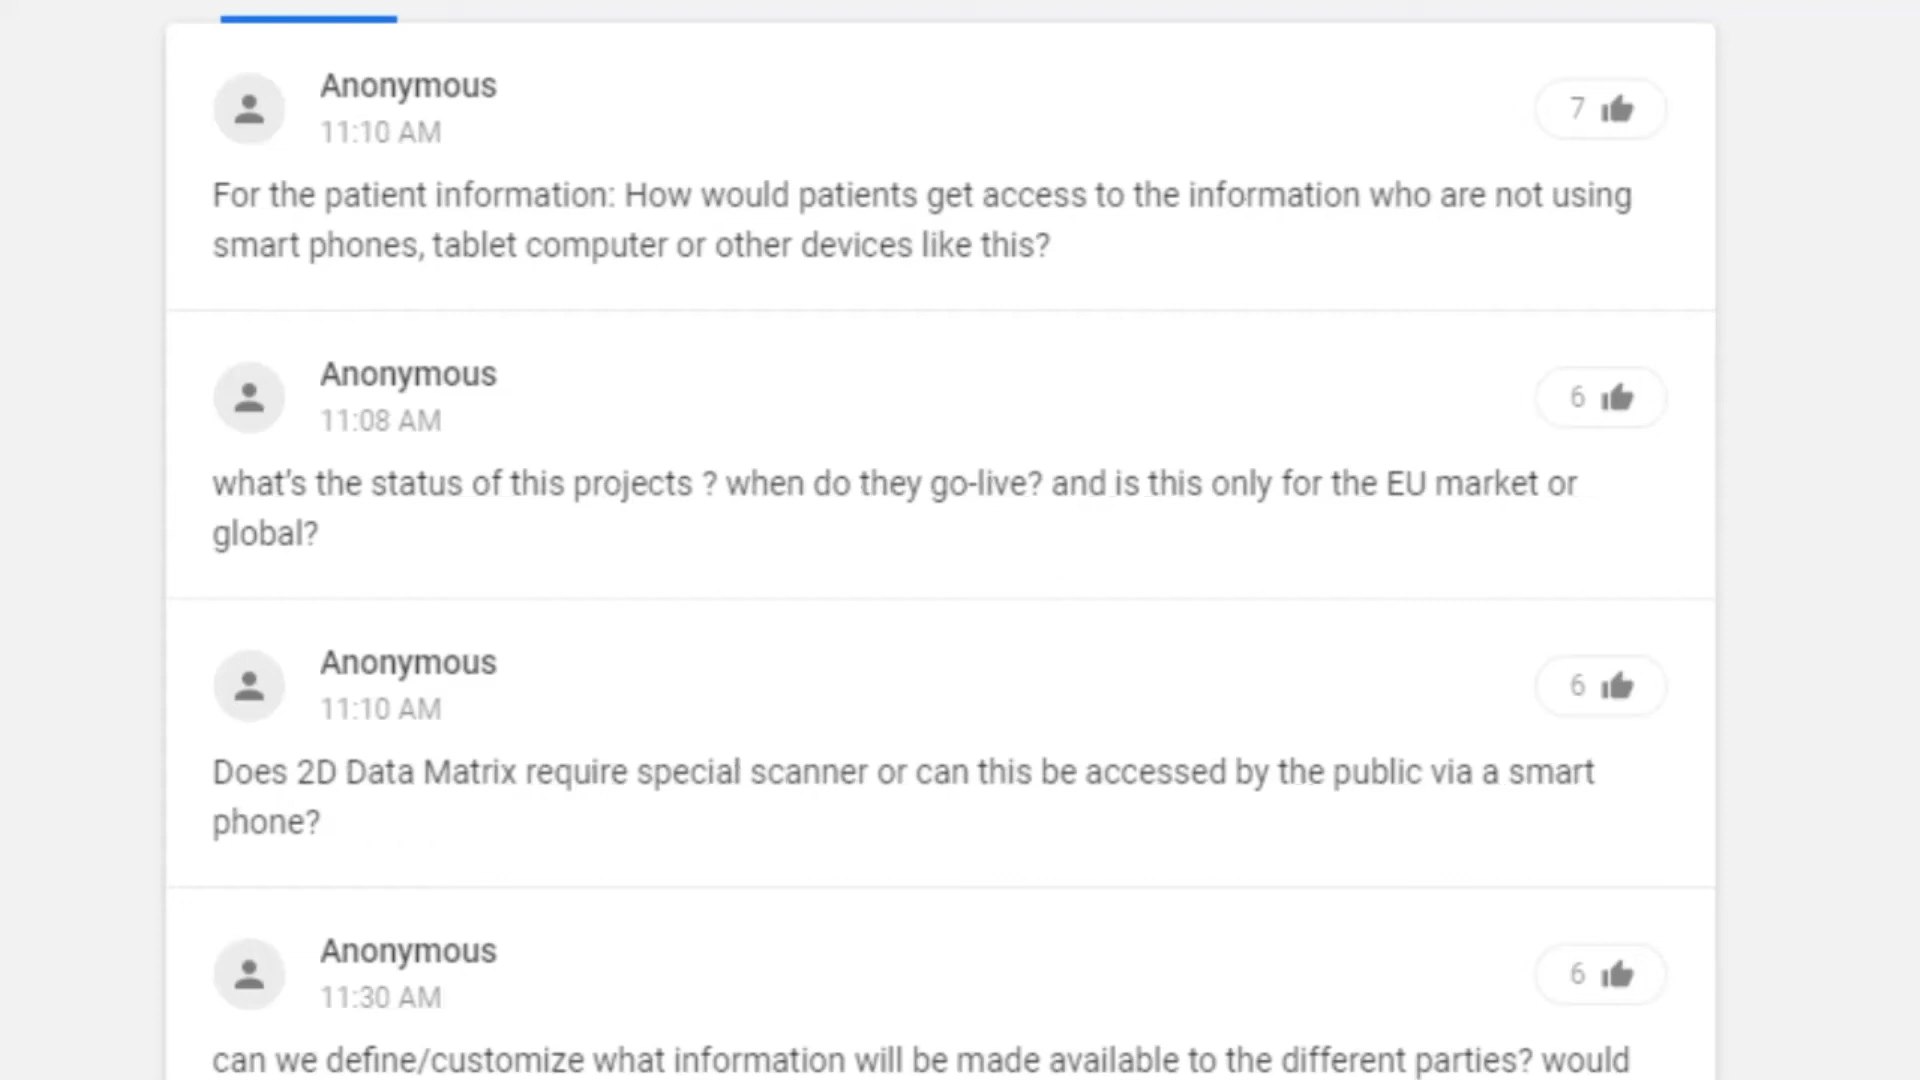 Anonymous
11:10 AM
7
For the patient information: How would patients get access to the information who are not using
smart phones, tablet computer or other devices like this?
Anonymous
11:08 AM
6
what's the status of this projects ? when do they go-live? and is this only for the EU market or
global?
Anonymous
11:10 AM
6
Does 2D Data Matrix require special scanner or can this be accessed by the public via a smart
phone?
Anonymous
11:30 AM
6
can we define/customize what information will be made available to the different parties? would